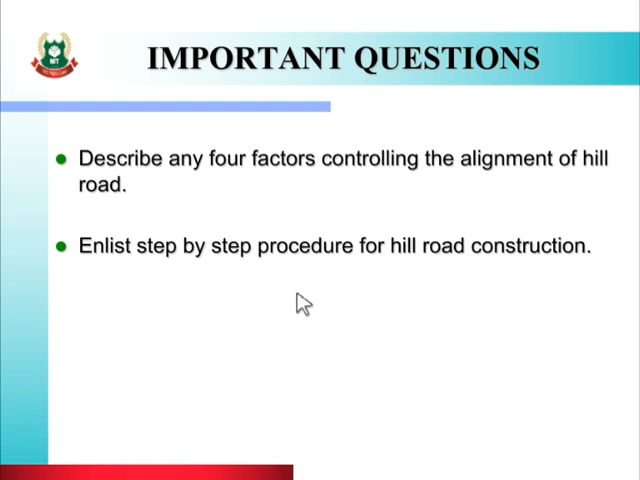 IMPORTANT QUESTIONS
Describe any four factors controlling the alignment of hill
road.
Enlist step by step procedure for hill road construction.